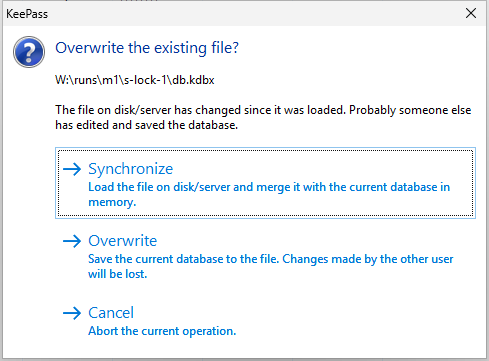 KeePass
Overwrite the existing file?
W:\runs\m1\s-lock-1\db.kdbx
The file on disk/server has changed since it was loaded. Probably someone else
has edited and saved the database.
Synchronize
Load the file on disk/server and merge it with the current database in
memory.
Overwrite
Save the current database to the file. Changes made by the other user
will be lost.
Cancel
Abort the current operation.